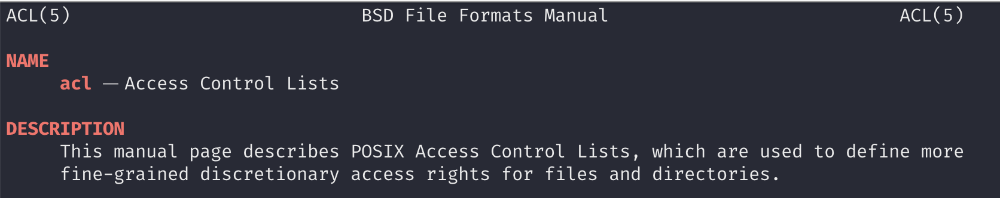 ACL(5) BSD File Formats Manual ACL(5)
NAME
acl — Access Control Lists
DESCRIPTION
This manual page describes POSIX Access Control Lists, which are used to define more
fine-grained discretionary access rights for files and directories.